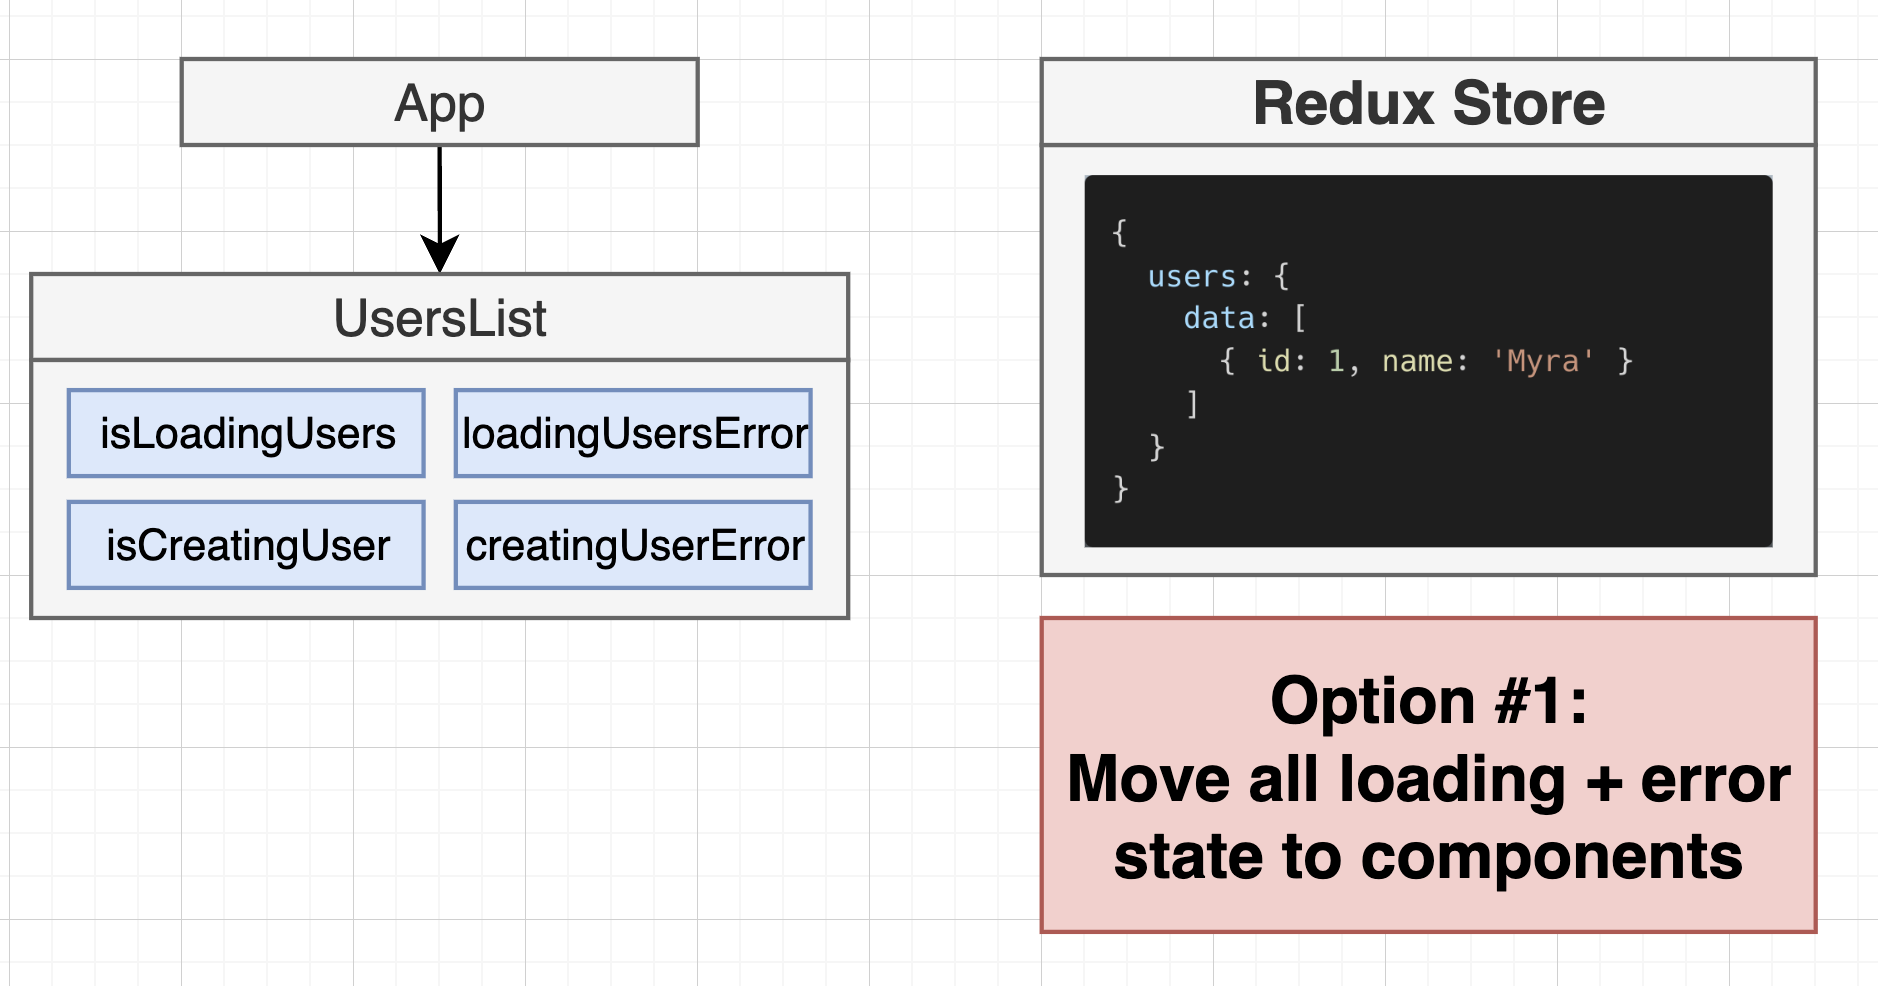 App
UsersList
isLoadingUsers
loadingUsersError
isCreatingUser
creatingUserError
Redux Store
{
users: {
data: [
{ id: 1, name: 'Myra' }
]
}
}
Option #1:
Move all loading + error
state to components